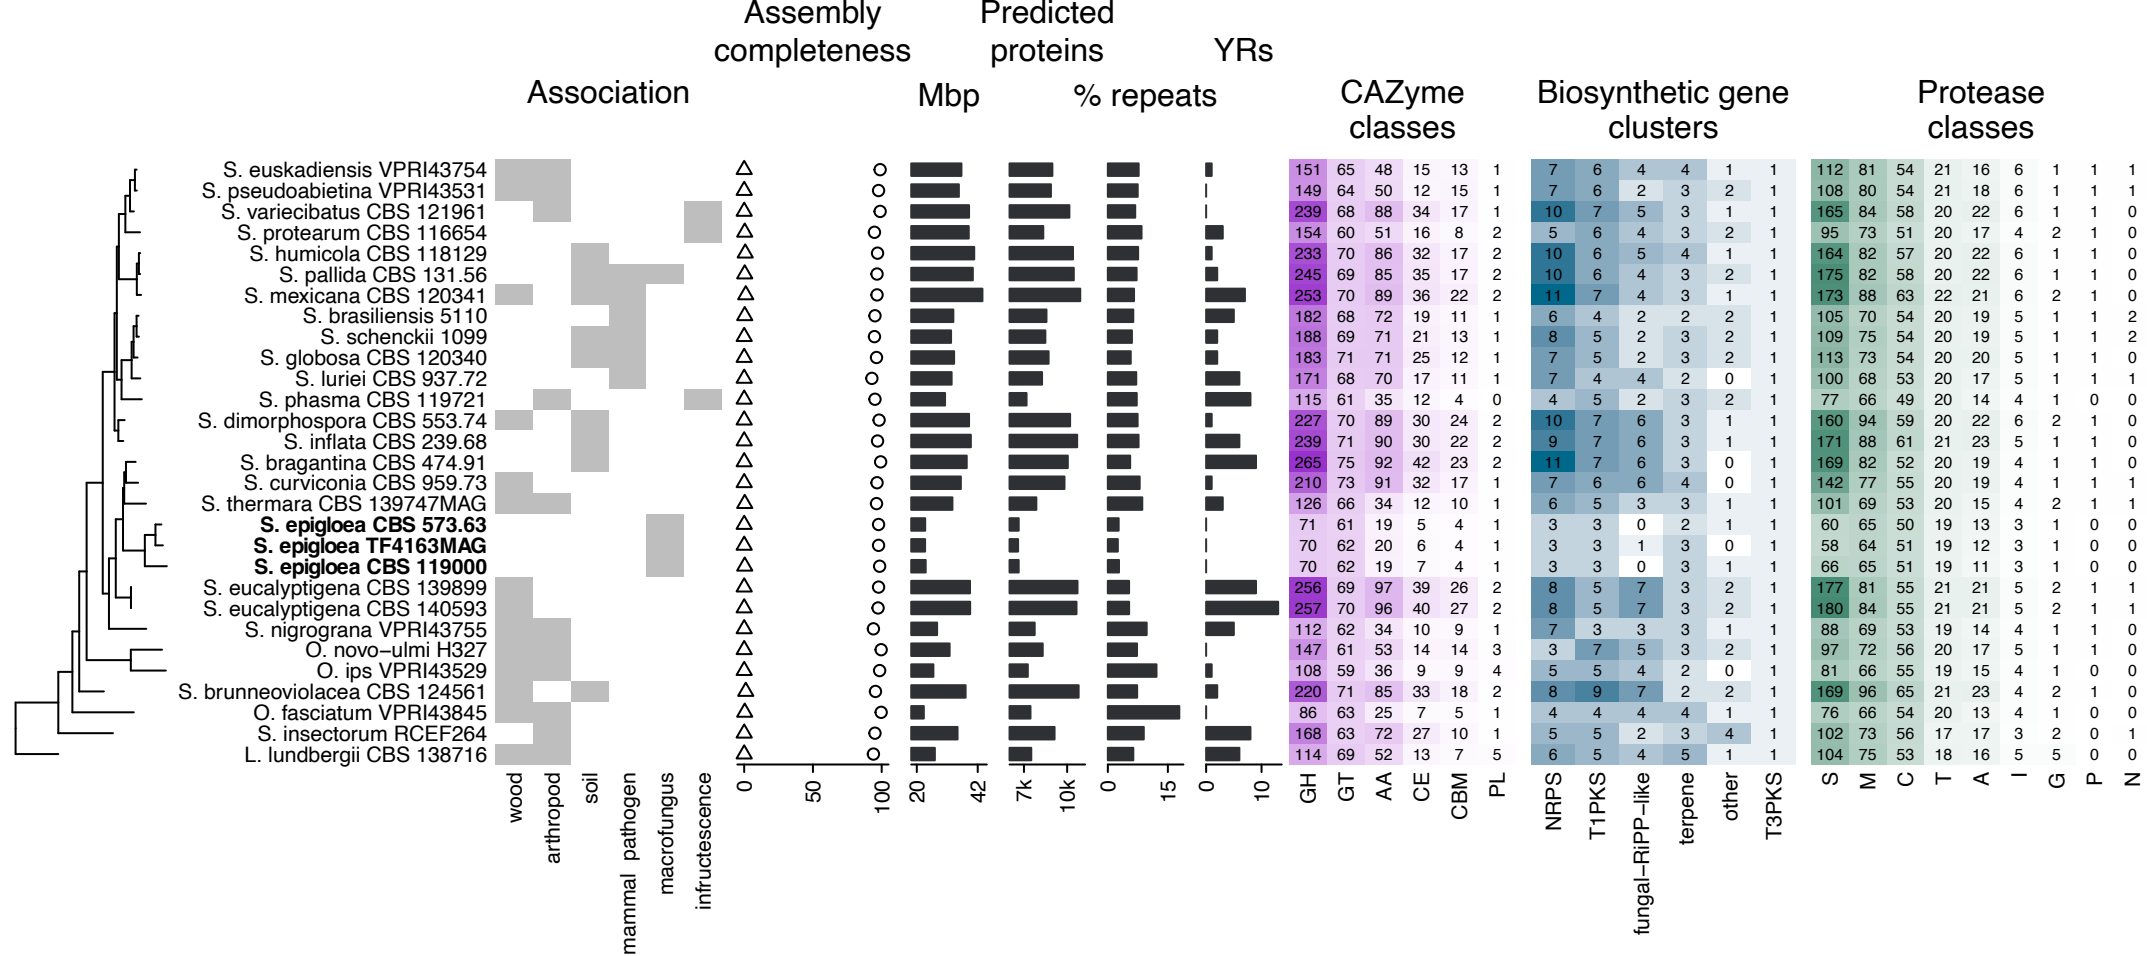 Assembly completeness
Predicted proteins
YRs
Association
Mbp
% repeats
CAZyme classes
Biosynthetic gene clusters
Protease classes
S. euskadiensis VPRI43754 151 65 48 15 13 1 7 6 4 4 1 1 112 81 54 21 16 6 1 1 1
S. pseudoabietina VPRI43531 149 64 50 12 15 1 7 6 2 3 2 1 108 80 54 21 18 6 1 1 1
S. variecibatus CBS 121961 239 68 88 34 17 1 10 7 5 3 1 1 165 84 58 20 22 6 1 1 0
S. protearum CBS 116654 154 60 51 16 8 2 5 6 4 3 2 1 95 73 51 20 17 4 2 1 0
S. humicola CBS 118129 233 70 86 32 17 2 10 6 5 4 1 1 164 82 57 20 22 6 1 1 0
S. pallida CBS 131.56 245 69 85 35 17 2 10 6 4 3 2 1 175 82 58 20 22 6 1 1 0
S. mexicana CBS 120341 253 70 89 36 22 2 11 7 4 3 1 1 173 88 63 22 21 6 2 1 0
S. brasiliensis 5110 182 68 72 19 11 1 6 4 2 2 2 1 105 70 54 20 19 5 1 1 2
S. schenckii 1099 188 69 71 21 13 1 8 5 2 3 2 1 109 75 54 20 19 5 1 1 2
S. globosa CBS 120340 183 71 71 25 12 1 7 5 2 3 2 1 113 73 54 20 20 5 1 1 0
S. luriei CBS 937.72 171 68 70 17 11 1 7 4 4 2 0 1 100 68 53 20 17 5 1 1 1
S. phasma CBS 119721 115 61 35 12 4 0 4 5 2 3 2 1 77 66 49 20 14 4 1 0 0
S. dimorphospora CBS 553.74 227 70 89 30 24 2 10 7 6 3 1 1 160 94 59 20 22 6 2 1 0
S. inflata CBS 239.68 239 71 90 30 22 2 9 7 6 3 1 1 171 88 61 21 23 5 1 1 0
S. bragantina CBS 474.91 265 75 92 42 23 2 11 7 6 3 0 1 169 82 52 20 19 4 1 1 0
S. curviconia CBS 959.73 210 73 91 32 17 1 7 6 6 4 0 1 142 77 55 20 19 4 1 1 1
S. thermara CBS 139747MAG 126 66 34 12 10 1 6 5 3 3 1 1 101 69 53 20 15 4 2 1 1
S. epigloea CBS 573.63 71 61 19 5 4 1 3 3 0 2 1 1 60 65 50 19 13 3 1 0 0
S. epigloea TF4163MAG 70 62 20 6 4 1 3 3 1 3 0 1 58 64 51 19 12 3 1 0 0
S. epigloea CBS 119000 70 62 19 7 4 1 3 3 0 3 1 1 66 65 51 19 11 3 1 0 0
S. eucalyptigena CBS 139899 256 69 97 39 26 2 8 5 7 3 2 1 177 81 55 21 21 5 2 1 1
S. eucalyptigena CBS 140593 257 70 96 40 27 2 8 5 7 3 2 1 180 84 55 21 21 5 2 1 1
S. nigrograna VPRI43755 112 62 34 10 9 1 7 3 3 3 1 1 88 69 53 19 14 4 1 1 0
O. novo−ulmi H327 147 61 53 14 14 3 3 7 5 3 2 1 97 72 56 20 17 5 1 1 0
O. ips VPRI43529 108 59 36 9 9 4 5 5 4 2 0 1 81 66 55 19 15 4 1 0 0
S. brunneoviolacea CBS 124561 220 71 85 33 18 2 8 9 7 2 2 1 169 96 65 21 23 4 2 1 0
O. fasciatum VPRI43845 86 63 25 7 5 1 4 4 4 4 1 1 76 66 54 20 13 4 1 0 0
S. insectorum RCEF264 168 63 72 27 10 1 5 5 2 3 4 1 102 73 56 17 17 3 2 0 1
L. lundbergii CBS 138716 114 69 52 13 7 5 6 5 4 5 1 1 104 75 53 18 16 5 5 0 0
wood
arthropod
soil
mammal pathogen
macrofungus
infructescence
0 50 100
20 42
7k 10k
0 15
0 10
GH
GT
AA
CE
CBM
PL
NRPS
T1PKS
fungal−RiPP−like
terpene
other
T3PKS
S
M
C
T
A
I
G
P
N